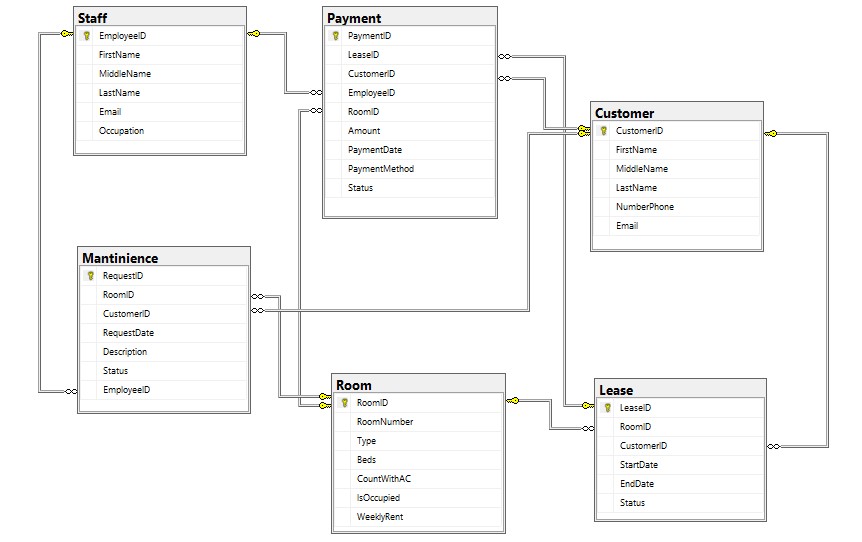 Staff
EmployeeID
FirstName
MiddleName
LastName
Email
Occupation
Payment
PaymentID
LeaseID
CustomerID
EmployeeID
RoomID
Amount
PaymentDate
PaymentMethod
Status
Customer
CustomerID
FirstName
MiddleName
LastName
NumberPhone
Email
Mantinience
RequestID
RoomID
CustomerID
RequestDate
Description
Status
EmployeeID
Room
RoomID
RoomNumber
Type
Beds
CountWithAC
IsOccupied
WeeklyRent
Lease
LeaseID
RoomID
CustomerID
StartDate
EndDate
Status